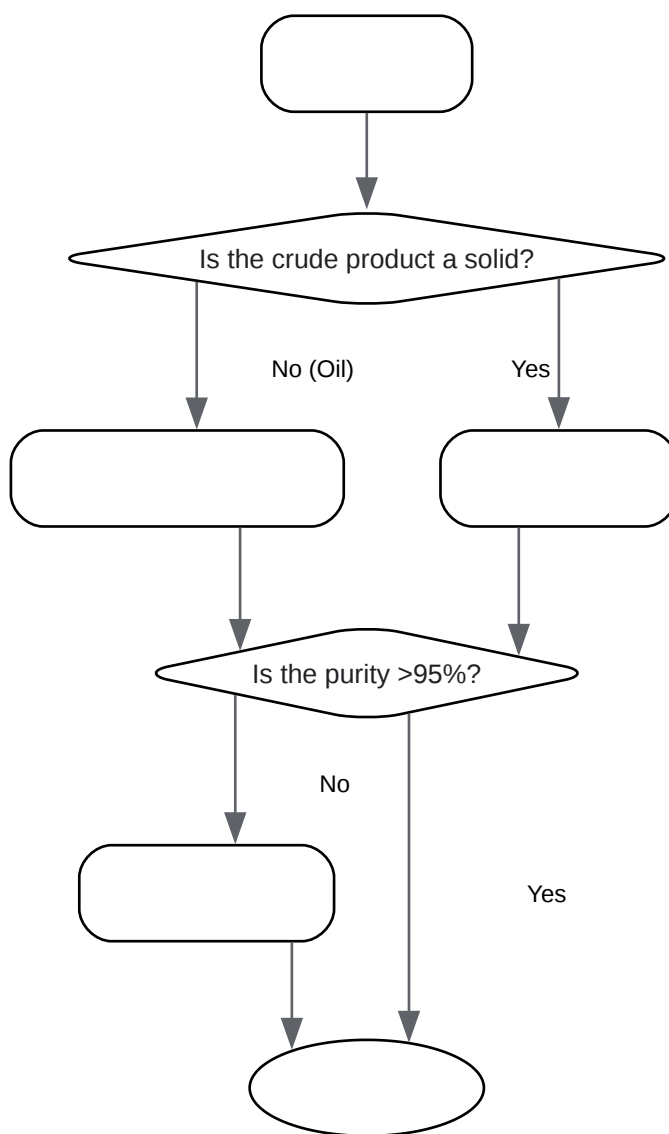 Is the crude product a solid?
No (Oil)
Yes
Is the purity >95%?
No
Yes